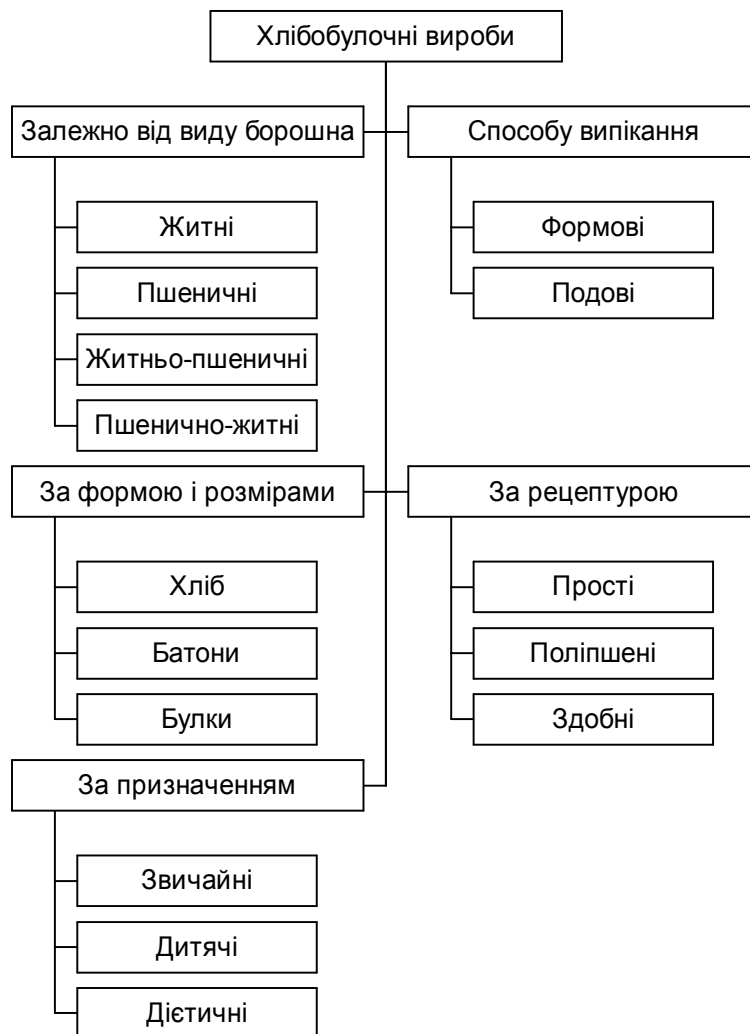 Хлібобулочні вироби
Залежно від виду борошна
Житні
Пшеничні
Житньо-пшеничні
Пшенично-житні
Способу випікання
Формові
Подові
За формою і розмірами
Хліб
Батони
Булки
За рецептурою
Прості
Поліпшені
Здобні
За призначенням
Звичайні
Дитячі
Дієтичні